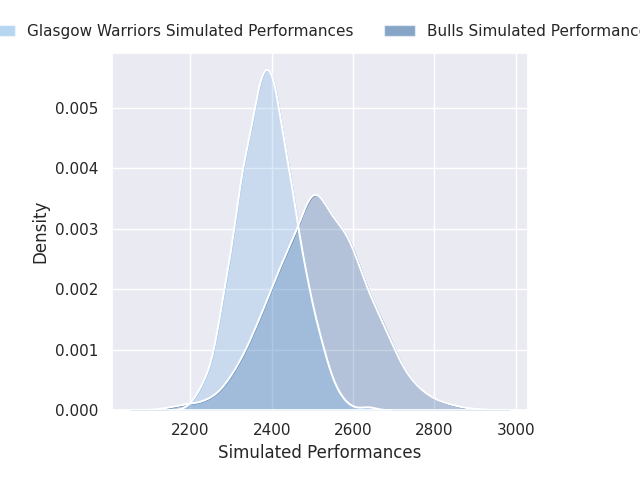 Glasgow Warriors Simulated Performances
Bulls Simulated Performanc
0.005
0.004
0.003
0.002
0.001
0.000
Density
2200 2400 2600 2800 3000
Simulated Performances